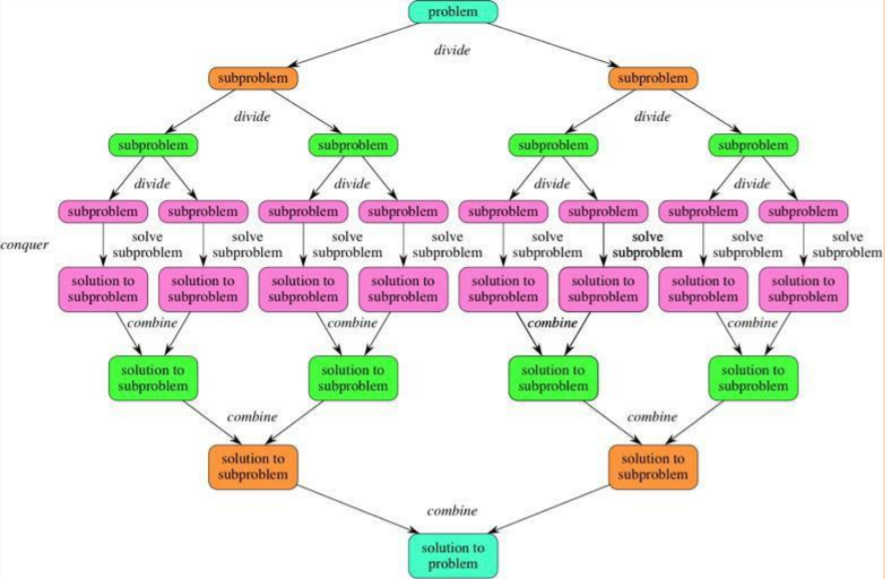 problem
divide
subproblem subproblem
divide divide
subproblem subproblem subproblem subproblem
divide divide divide divide
subproblem subproblem subproblem subproblem subproblem subproblem subproblem subproblem
conquer
solve solve solve solve solve solve solve solve
subproblem subproblem subproblem subproblem subproblem subproblem subproblem subproblem
solution to solution to solution to solution to solution to solution to solution to solution to
subproblem subproblem subproblem subproblem subproblem subproblem subproblem subproblem
combine combine combine combine
solution to solution to solution to solution to
subproblem subproblem subproblem subproblem
combine combine
solution to solution to
subproblem subproblem
combine
solution to
problem